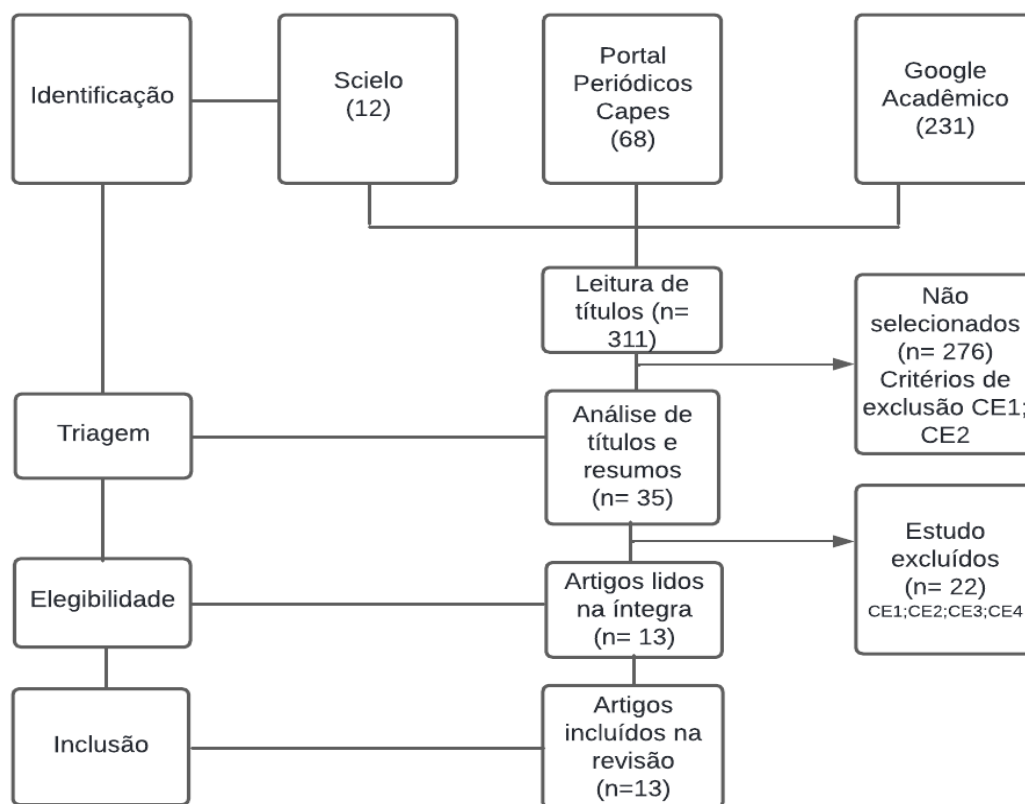 Identificação
Scielo
(12)
Portal
Periódicos
Capes
(68)
Google
Acadêmico
(231)
Leitura de
títulos (n=
311)
Não
selecionados
(n= 276)
Critérios de
exclusão CE1;
CE2
Triagem
Análise de
títulos e
resumos
(n= 35)
Estudo
excluídos
(n= 22)
CE1;CE2;CE3;CE4
Elegibilidade
Artigos lidos
na íntegra
(n= 13)
Inclusão
Artigos
incluídos na
revisão
(n=13)